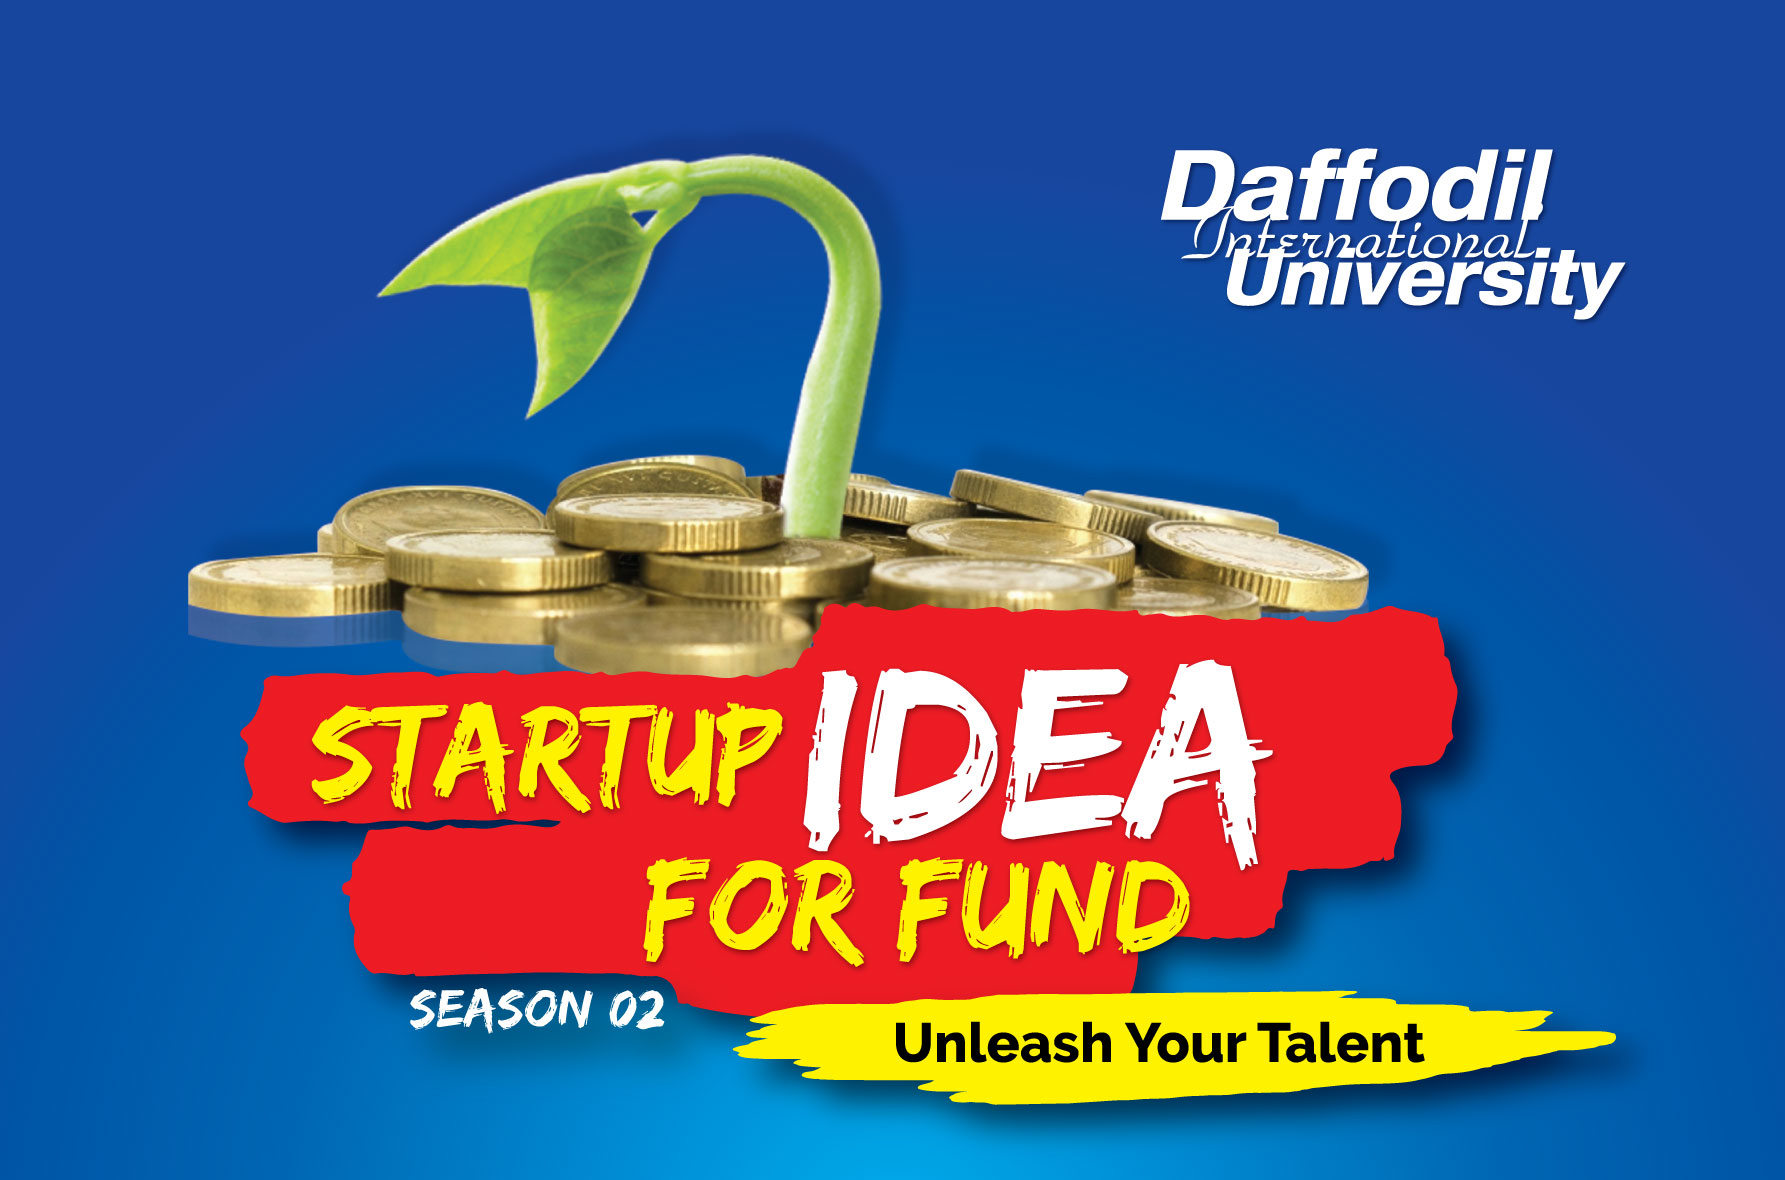 Daffodil
International
University
STARTUP IDEA
FOR FUND
SEASON 02
Unleash Your Talent